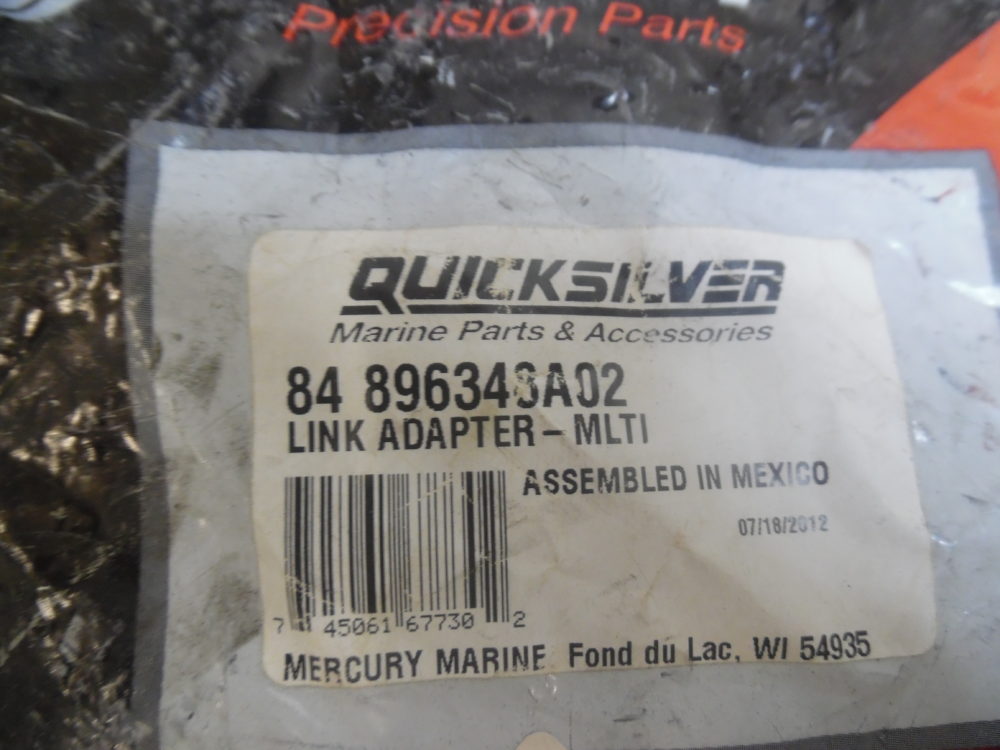 Precision Parts
QUICKSILVER
Marine Parts & Accessories
84 896348A02
LINK ADAPTER – MLTI
ASSEMBLED IN MEXICO
07/18/2012
7 45061 67730 2
MERCURY MARINE Fond du Lac, WI 54935